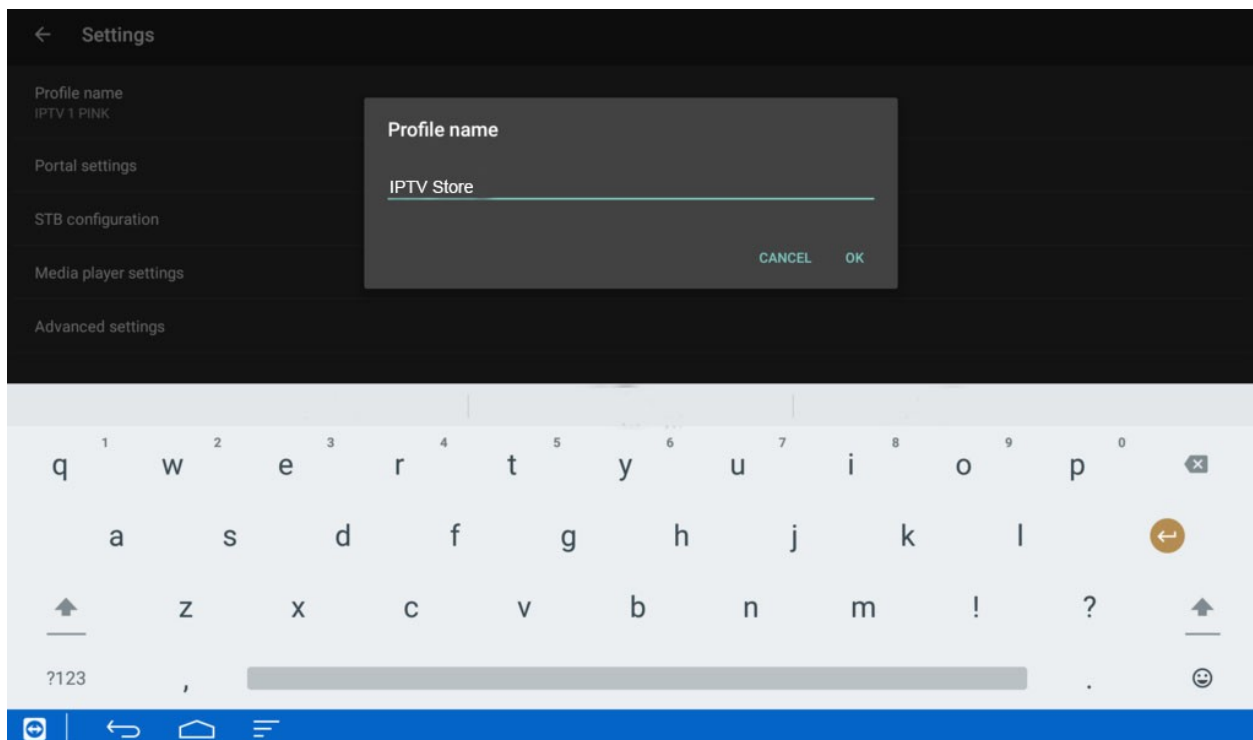 Settings
Profile name
IPTV 1 PINK
Portal settings
STB configuration
Media player settings
Advanced settings
Profile name
IPTV Store
CANCEL OK
1 2 3 4 5 6 7 8 9 0
q w e r t y u i o p
a s d f g h j k l
z x c v b n m ! ?
?123 , .